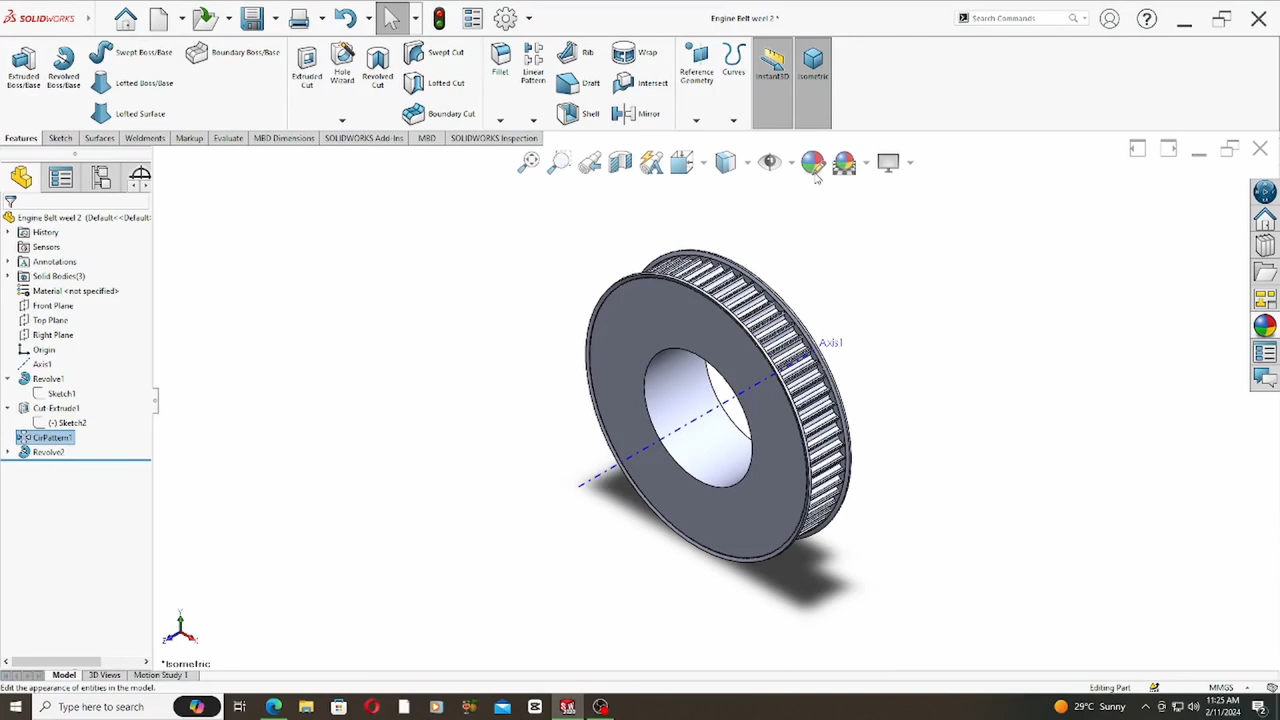 SOLIDWORKS
Engine Belt weel 2 *
Search Commands
Extruded Boss/Base
Revolved Boss/Base
Swept Boss/Base
Lofted Boss/Base
Lofted Surface
Boundary Boss/Base
Extruded Cut
Hole Wizard
Revolved Cut
Swept Cut
Lofted Cut
Boundary Cut
Fillet
Linear Pattern
Rib
Draft
Shell
Wrap
Intersect
Mirror
Reference Geometry
Curves
Instant3D
Isometric
Features
Sketch
Surfaces
Weldments
Markup
Evaluate
MBD Dimensions
SOLIDWORKS Add-Ins
MBD
SOLIDWORKS Inspection
Engine Belt weel 2 (Default<<Default
History
Sensors
Annotations
Solid Bodies(3)
Material <not specified>
Front Plane
Top Plane
Right Plane
Origin
Axis1
Revolve1
Sketch1
Cut-Extrude1
(-) Sketch2
CirPattern1
Revolve2
Axis1
Y
Z
X
*Isometric
Model
3D Views
Motion Study 1
Edit the appearance of entities in the model.
Editing Part
MMGS
Type here to search
29°C Sunny
11:25 AM
2/11/2024